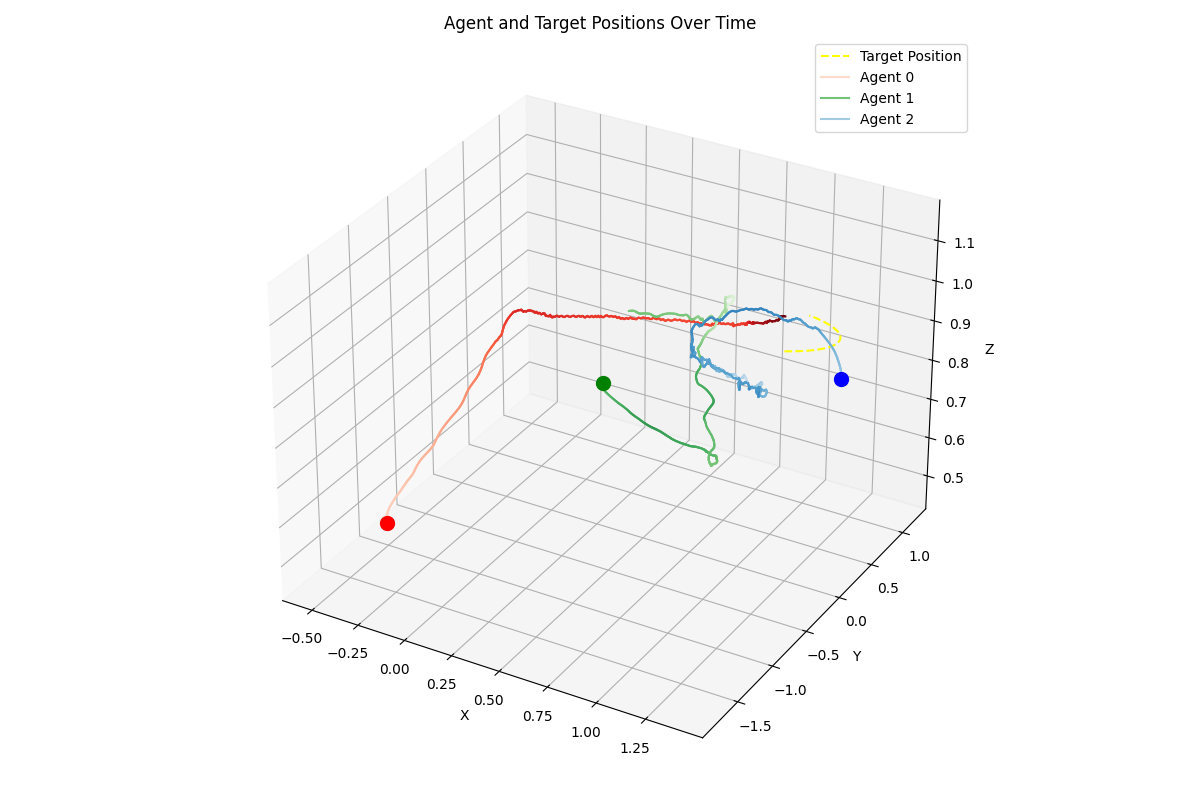 Agent and Target Positions Over Time
Target Position
Agent 0
Agent 1
Agent 2
1.1
1.0
0.9
0.8
0.7
0.6
0.5
Z
1.0
0.5
0.0
−0.5
−1.0
−1.5
Y
−0.50
−0.25
0.00
0.25
0.50
0.75
1.00
1.25
X